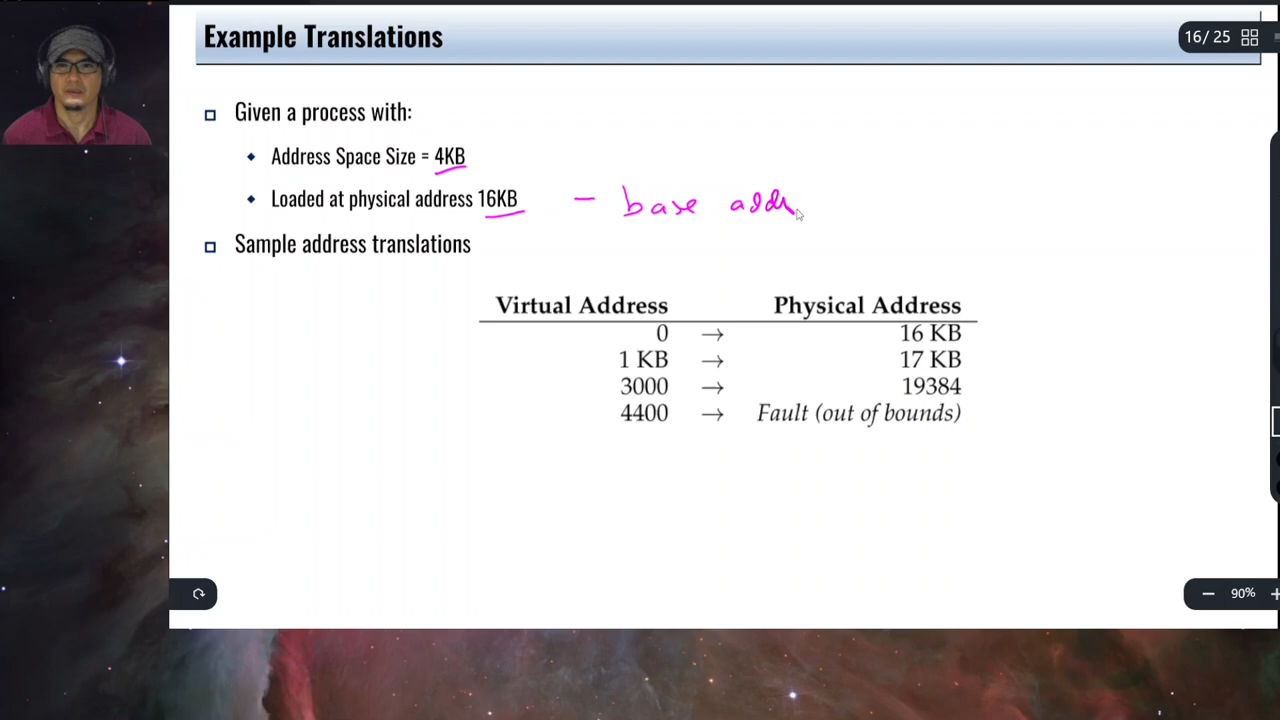 Example Translations
16/ 25
Given a process with:
Address Space Size = 4KB
Loaded at physical address 16KB – base addr
Sample address translations
Virtual Address Physical Address
0 → 16 KB
1 KB → 17 KB
3000 → 19384
4400 → Fault (out of bounds)
90%